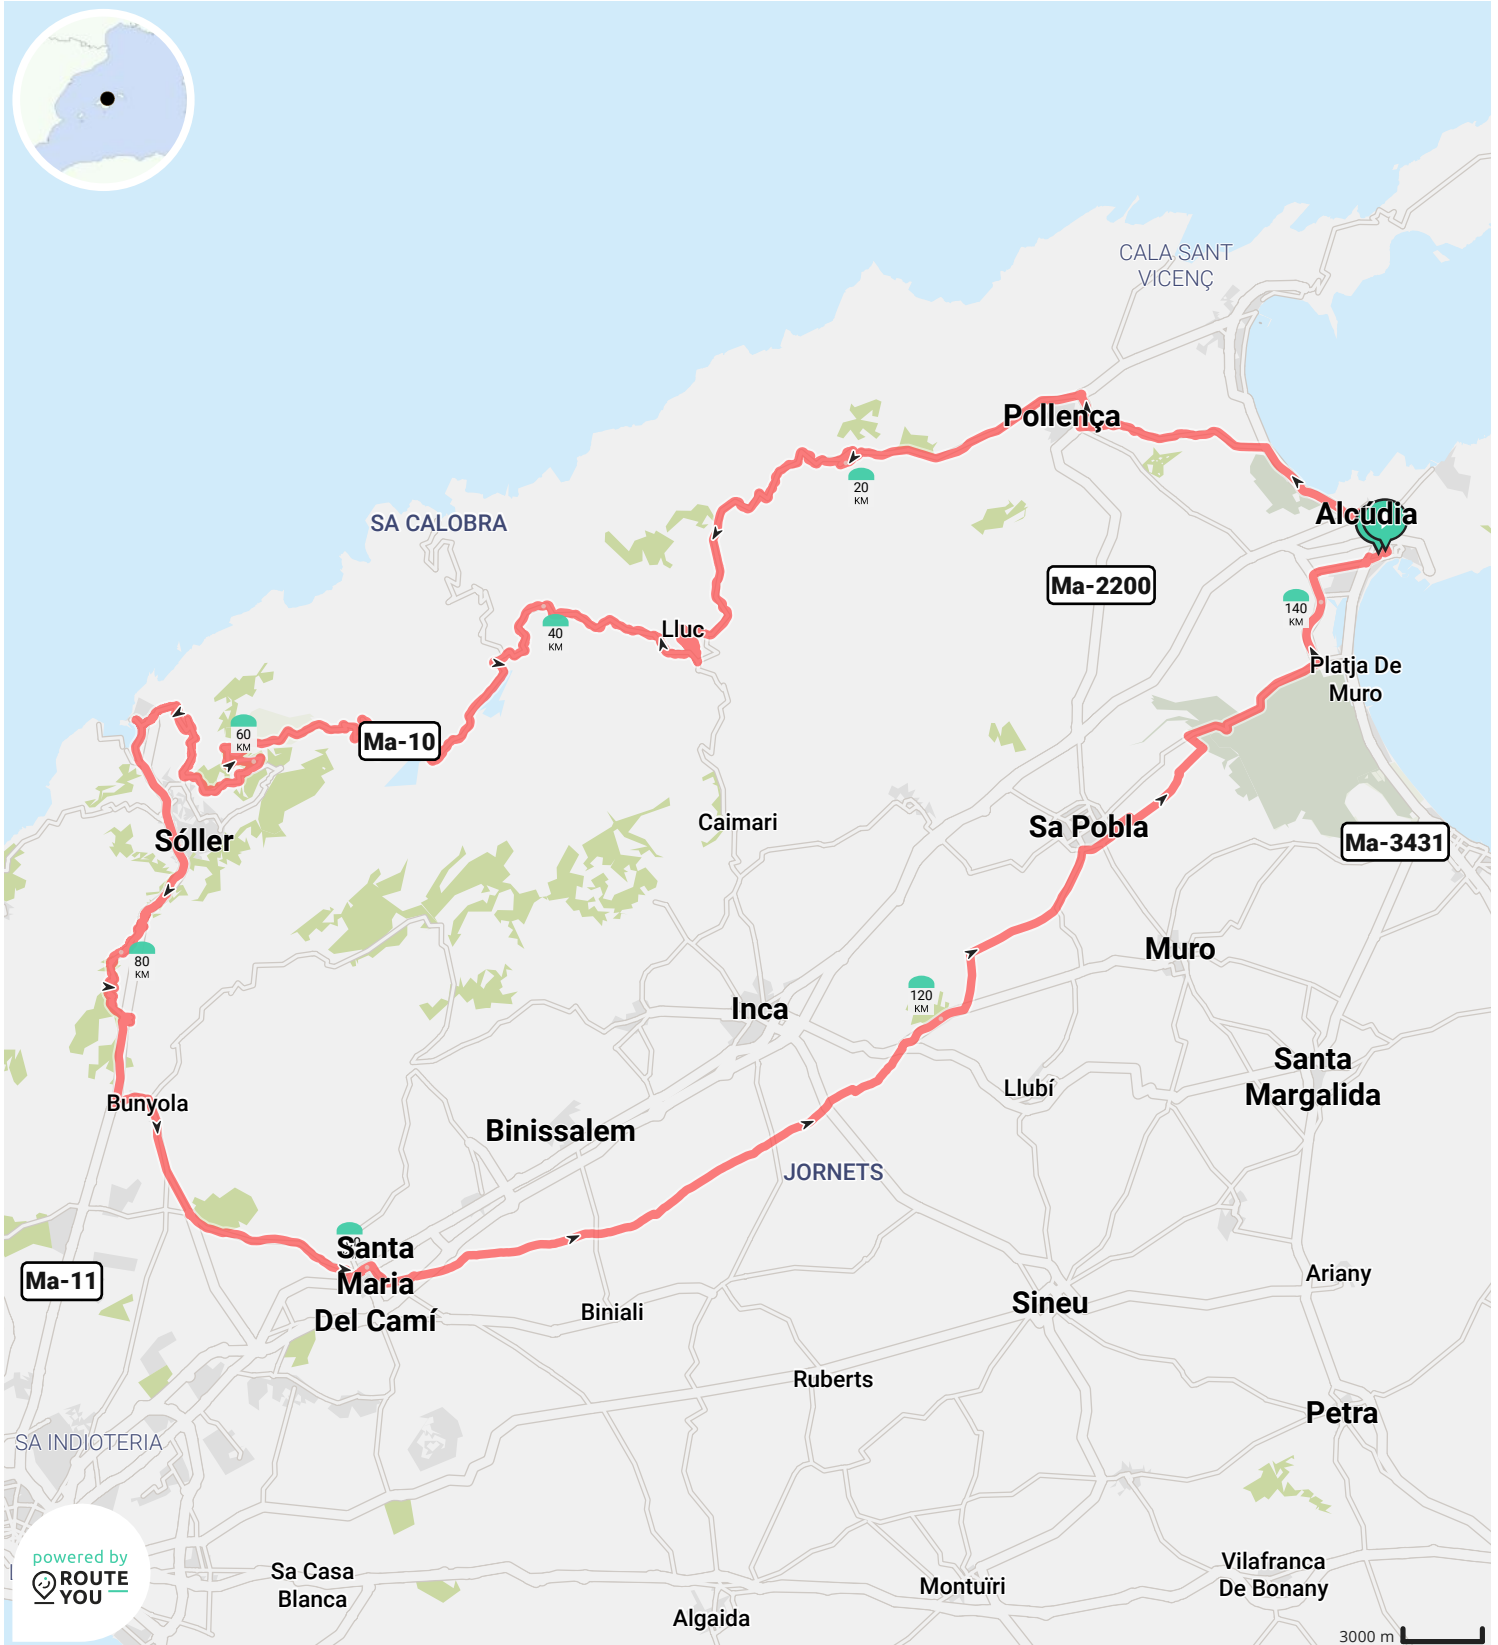 CALA SANT
VICENÇ
Pollença
20
KM
Alcúdia
SA CALOBRA
Ma-2200
140
KM
40
KM
Lluc
Platja De
Muro
60
KM
Ma-10
Caimari
Sa Pobla
Ma-3431
Sóller
80
KM
Muro
120
KM
Inca
Santa
Margalida
Llubí
Bunyola
Binissalem
JORNETS
Santa
Maria
Del Camí
Ma-11
Ariany
Sineu
Biniali
Ruberts
Petra
SA INDIOTERIA
powered by
ROUTE
YOU
Sa Casa
Blanca
Montuïri
Vilafranca
De Bonany
Algaida
3000 m